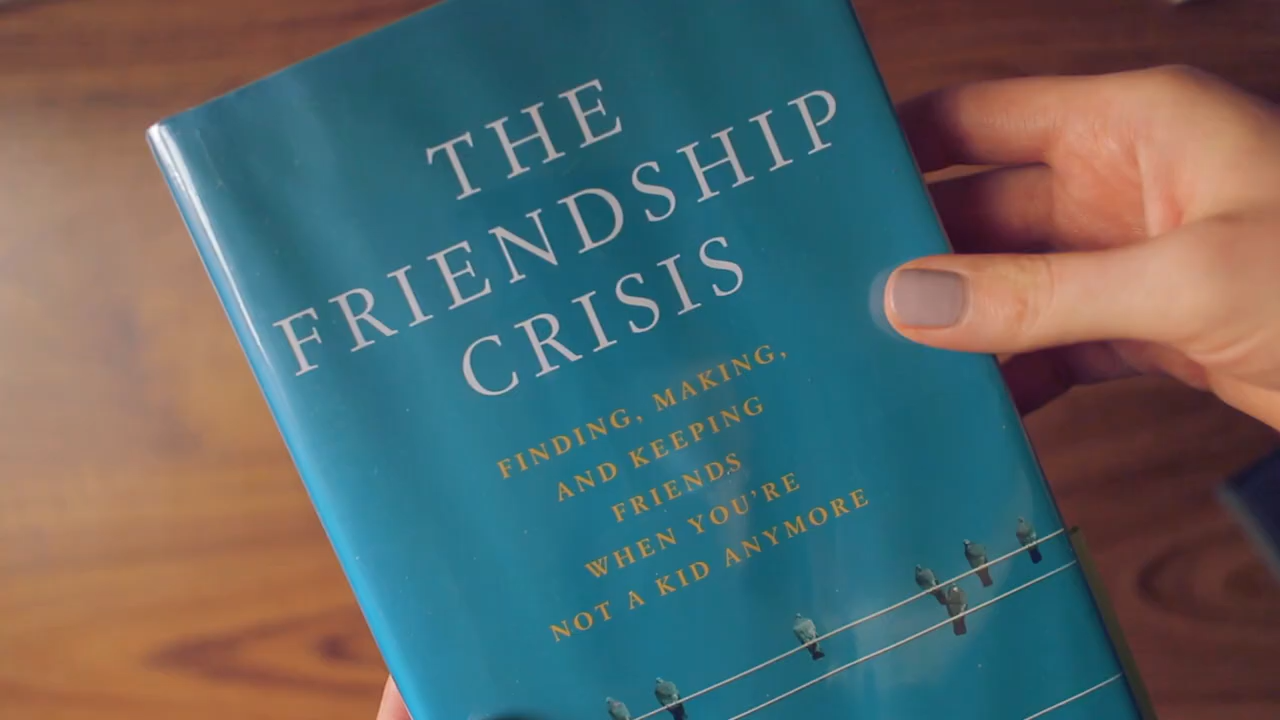 THE
FRIENDSHIP
CRISIS
FINDING, MAKING,
AND KEEPING
FRIENDS
WHEN YOU'RE
NOT A KID ANYMORE